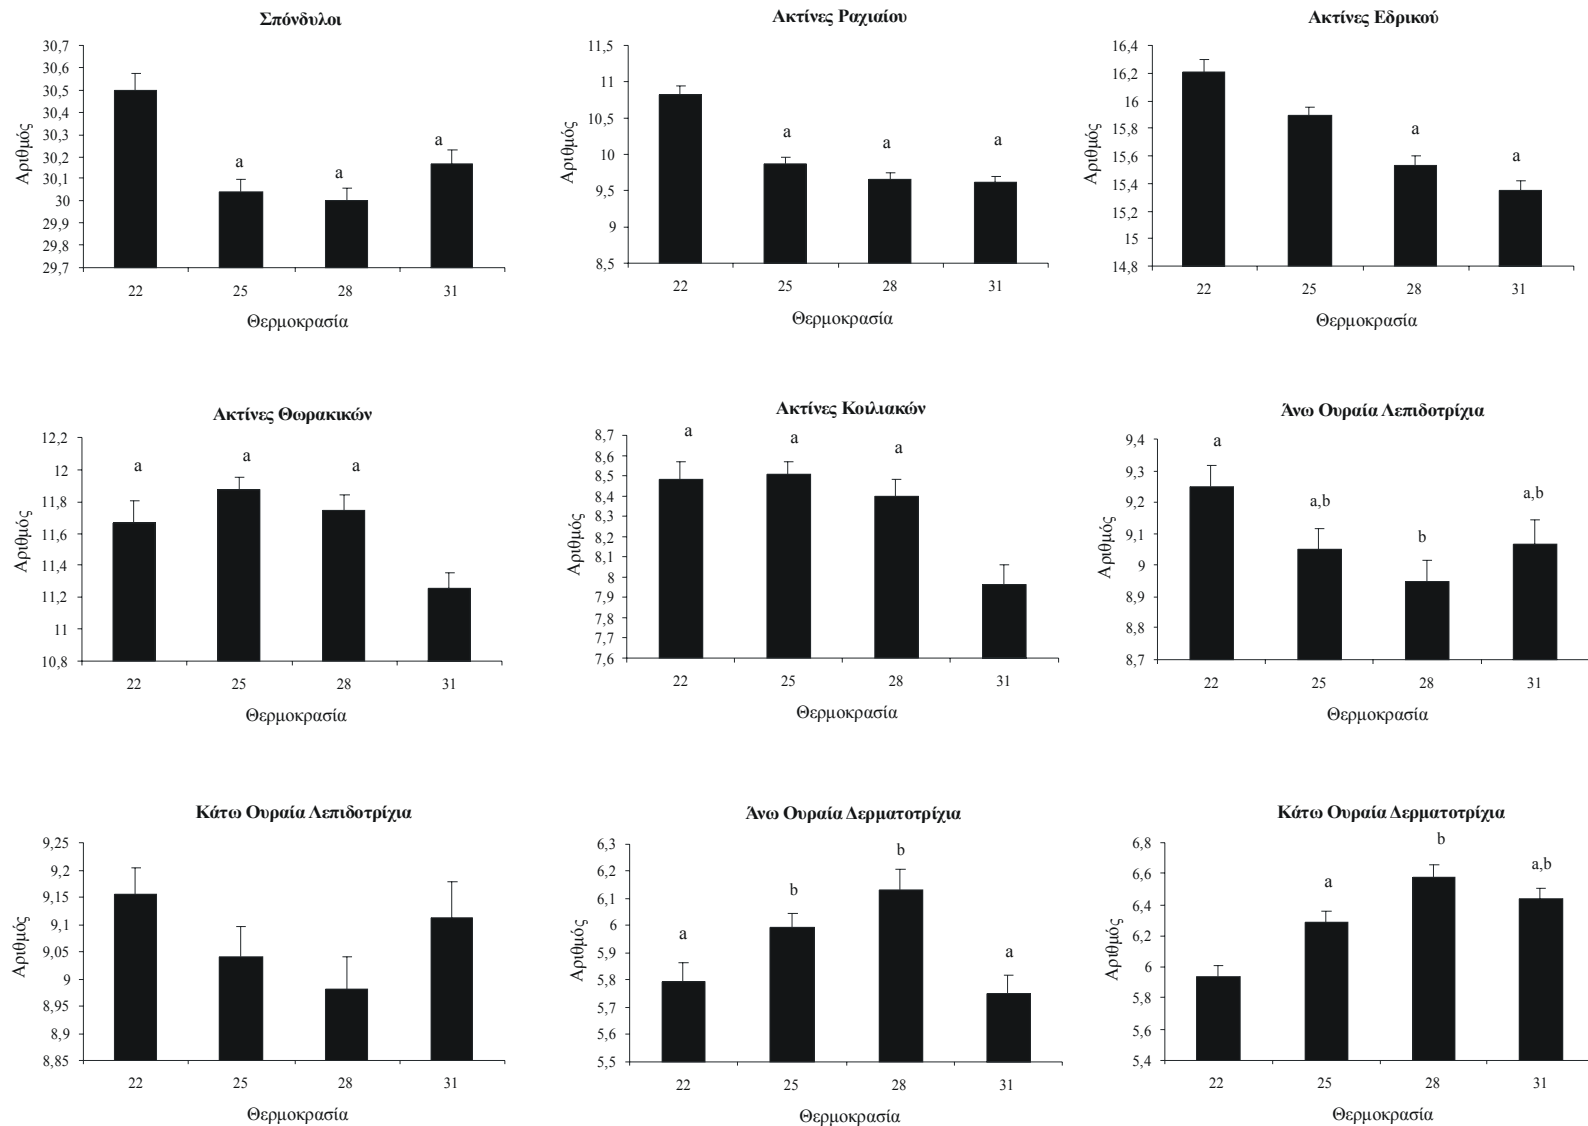 Σπόνδυλοι
30,7
30,6
30,5
30,4
30,3
30,2
30,1
30
29,9
29,8
29,7
Αριθμός
a
a
a
22 25 28 31
Θερμοκρασία
Ακτίνες Ραχιαίου
11,5
11
10,5
10
9,5
9
8,5
Αριθμός
a
a
a
22 25 28 31
Θερμοκρασία
Ακτίνες Εδρικού
16,4
16,2
16
15,8
15,6
15,4
15,2
15
14,8
Αριθμός
a
a
22 25 28 31
Θερμοκρασία
Ακτίνες Θωρακικών
12,2
12
11,8
11,6
11,4
11,2
11
10,8
Αριθμός
a
a
a
22 25 28 31
Θερμοκρασία
Ακτίνες Κοιλιακών
8,7
8,6
8,5
8,4
8,3
8,2
8,1
8
7,9
7,8
7,7
7,6
Αριθμός
a
a
a
22 25 28 31
Θερμοκρασία
Άνω Ουραία Λεπιδοτρίχια
9,4
9,3
9,2
9,1
9
8,9
8,8
8,7
Αριθμός
a
a,b
b
a,b
22 25 28 31
Θερμοκρασία
Κάτω Ουραία Λεπιδοτρίχια
9,25
9,2
9,15
9,1
9,05
9
8,95
8,9
8,85
Αριθμός
22 25 28 31
Θερμοκρασία
Άνω Ουραία Δερματοτρίχια
6,3
6,2
6,1
6
5,9
5,8
5,7
5,6
5,5
Αριθμός
a
b
b
a
22 25 28 31
Θερμοκρασία
Κάτω Ουραία Δερματοτρίχια
6,8
6,6
6,4
6,2
6
5,8
5,6
5,4
Αριθμός
a
b
a,b
22 25 28 31
Θερμοκρασία